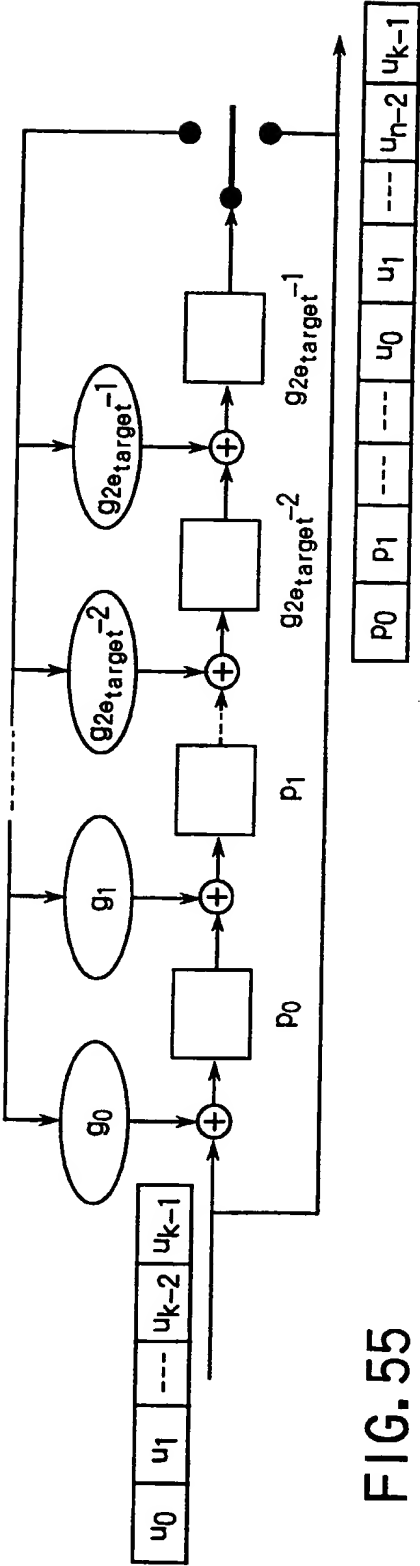 g₀ g₁ g₂ₑtarget⁻² g₂ₑtarget⁻¹
u₀ u₁ ---- uₖ₋₂ uₖ₋₁
p₀ p₁ g₂ₑtarget⁻² g₂ₑtarget⁻¹
p₀ p₁ ---- ---- u₀ u₁ ---- uₙ₋₂ uₖ₋₁
FIG.55